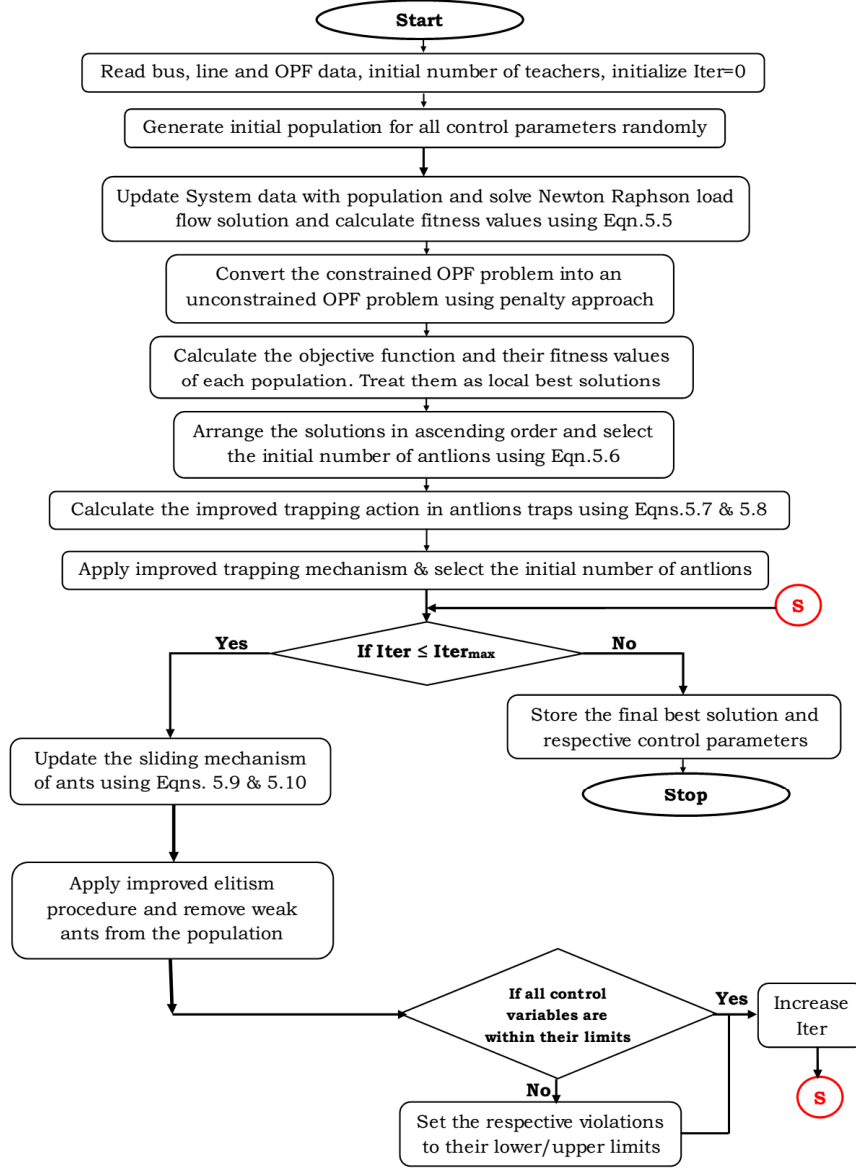 Start
Read bus, line and OPF data, initial number of teachers, initialize Iter=0
Generate initial population for all control parameters randomly
Update System data with population and solve Newton Raphson load
flow solution and calculate fitness values using Eqn.5.5
Convert the constrained OPF problem into an
unconstrained OPF problem using penalty approach
Calculate the objective function and their fitness values
of each population. Treat them as local best solutions
Arrange the solutions in ascending order and select
the initial number of antlions using Eqn.5.6
Calculate the improved trapping action in antlions traps using Eqns.5.7 & 5.8
Apply improved trapping mechanism & select the initial number of antlions
S
Yes
If Iter ≤ Itermax
No
Store the final best solution and
respective control parameters
Stop
Update the sliding mechanism
of ants using Eqns. 5.9 & 5.10
Apply improved elitism
procedure and remove weak
ants from the population
If all control
variables are
within their limits
Yes
Increase
Iter
S
No
Set the respective violations
to their lower/upper limits